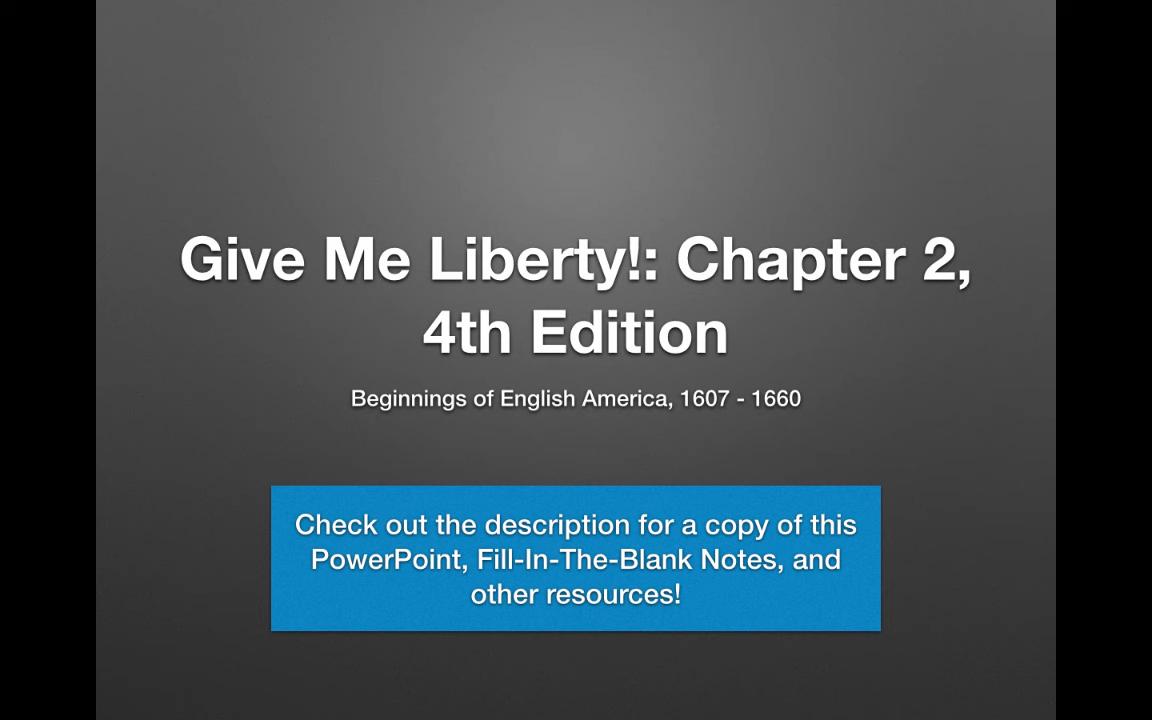 Give Me Liberty!: Chapter 2,
4th Edition
Beginnings of English America, 1607 - 1660
Check out the description for a copy of this
PowerPoint, Fill-In-The-Blank Notes, and
other resources!